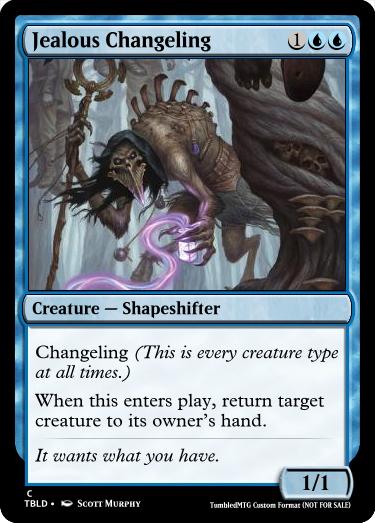 Jealous Changeling 1
Creature — Shapeshifter
Changeling (This is every creature type
at all times.)
When this enters play, return target
creature to its owner's hand.
It wants what you have.
1/1
C
TBLD • Scott Murphy
TumbledMTG Custom Format (NOT FOR SALE)